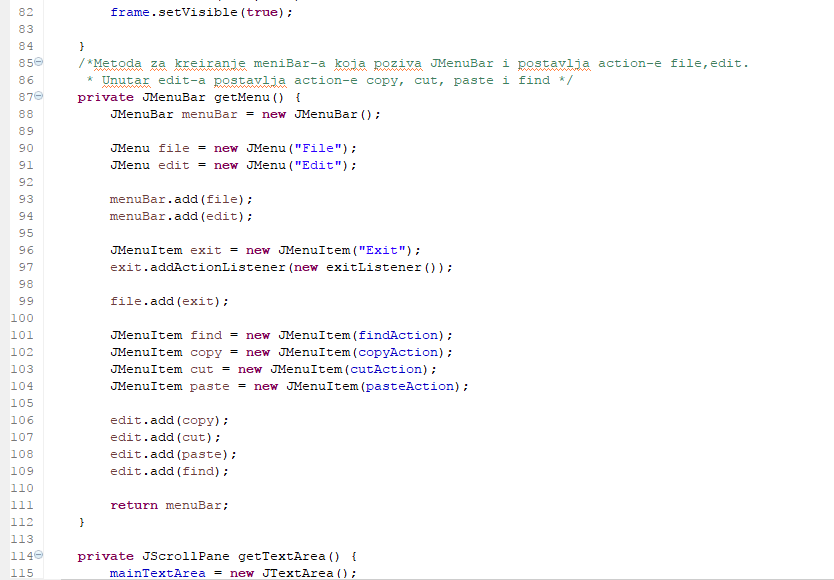 82 frame.setVisible(true);
83
84 }
85 /*Metoda za kreiranje meniBar-a koja poziva JMenuBar i postavlja action-e file,edit.
86 * Unutar edit-a postavlja action-e copy, cut, paste i find */
87 private JMenuBar getMenu() {
88 JMenuBar menuBar = new JMenuBar();
89
90 JMenu file = new JMenu("File");
91 JMenu edit = new JMenu("Edit");
92
93 menuBar.add(file);
94 menuBar.add(edit);
95
96 JMenuItem exit = new JMenuItem("Exit");
97 exit.addActionListener(new exitListener());
98
99 file.add(exit);
100
101 JMenuItem find = new JMenuItem(findAction);
102 JMenuItem copy = new JMenuItem(copyAction);
103 JMenuItem cut = new JMenuItem(cutAction);
104 JMenuItem paste = new JMenuItem(pasteAction);
105
106 edit.add(copy);
107 edit.add(cut);
108 edit.add(paste);
109 edit.add(find);
110
111 return menuBar;
112 }
113
114 private JScrollPane getTextArea() {
115 mainTextArea = new JTextArea();